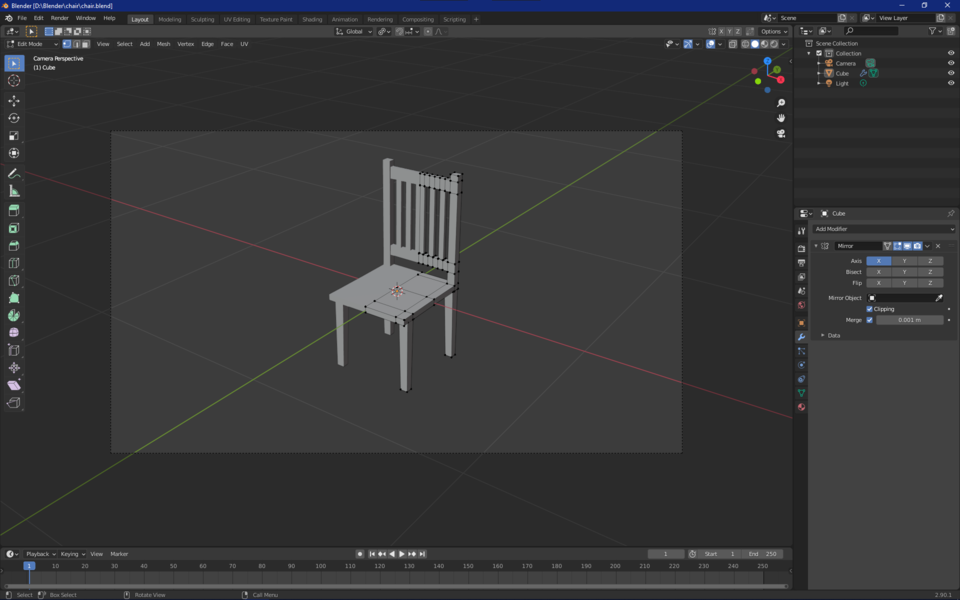 Blender [D:\Blender\chair\chair.blend]
File Edit Render Window Help Layout Modeling Sculpting UV Editing Texture Paint Shading Animation Rendering Compositing Scripting + Scene View Layer
Global X Y Z Options
Edit Mode View Select Add Mesh Vertex Edge Face UV
Camera Perspective
(1) Cube
Z
Y
X
Scene Collection
Collection
Camera
Cube
Light
Cube
Add Modifier
Mirror
Axis X Y Z
Bisect X Y Z
Flip X Y Z
Mirror Object
Clipping
Merge 0.001 m
Data
Playback Keying View Marker 1 Start 1 End 250
1 10 20 30 40 50 60 70 80 90 100 110 120 130 140 150 160 170 180 190 200 210 220 230 240 250
Select Box Select Rotate View Call Menu 2.90.1